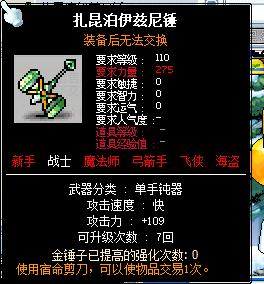 扎昆泊伊兹尼锤
装备后无法交换
要求等级 : 110
要求力量 : 275
要求敏捷 : 0
要求智力 : 0
要求运气 : 0
要求人气度 : -
道具等级 : -
道具经验值 : -
新手 战士 魔法师 弓箭手 飞侠 海盗
武器分类 : 单手钝器
攻击速度 : 快
攻击力 : +109
可升级次数 : 7回
金锤子已提高的强化次数: 0
使用宿命剪刀，可以使物品交易1次。